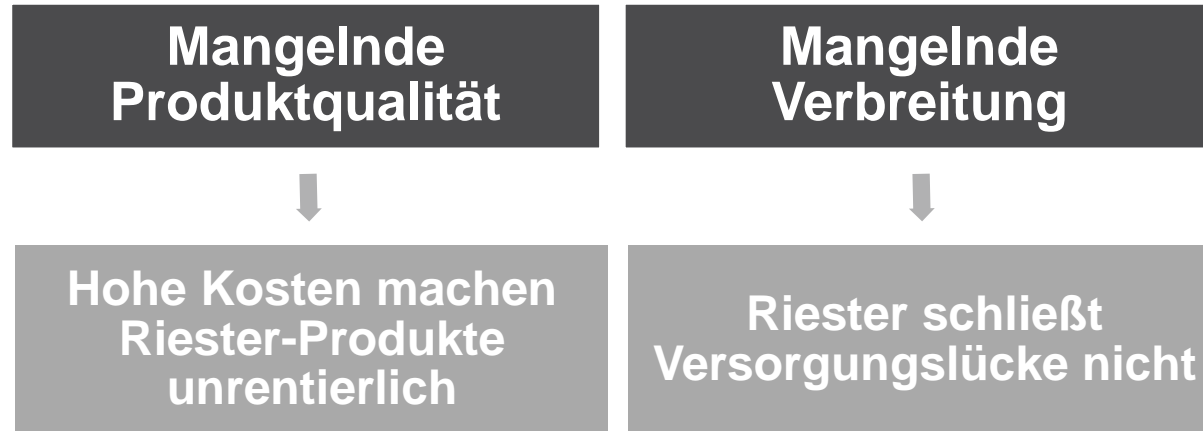 Mangelnde
Produktqualität
Mangelnde
Verbreitung
Hohe Kosten machen
Riester-Produkte
unrentierlich
Riester schließt
Versorgungslücke nicht